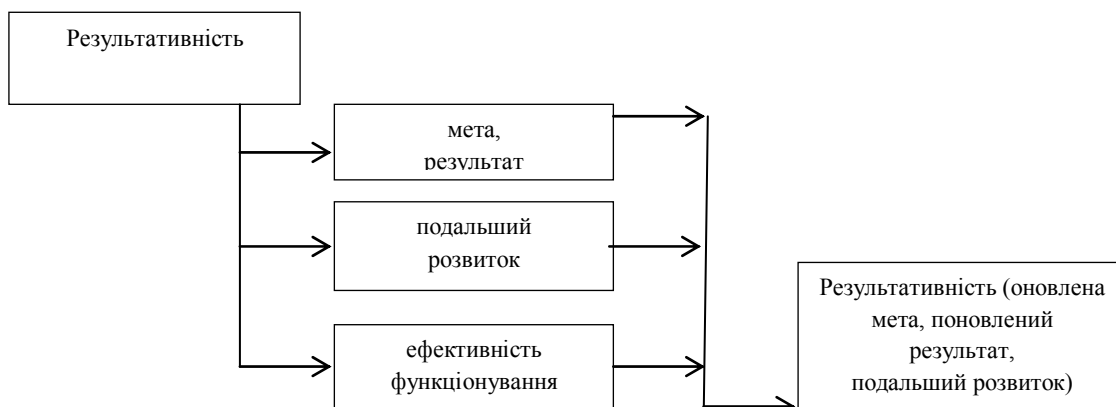 Результативність
мета,
результат
подальший
розвиток
ефективність
функціонування
Результативність (оновлена
мета, поновлений
результат,
подальший розвиток)